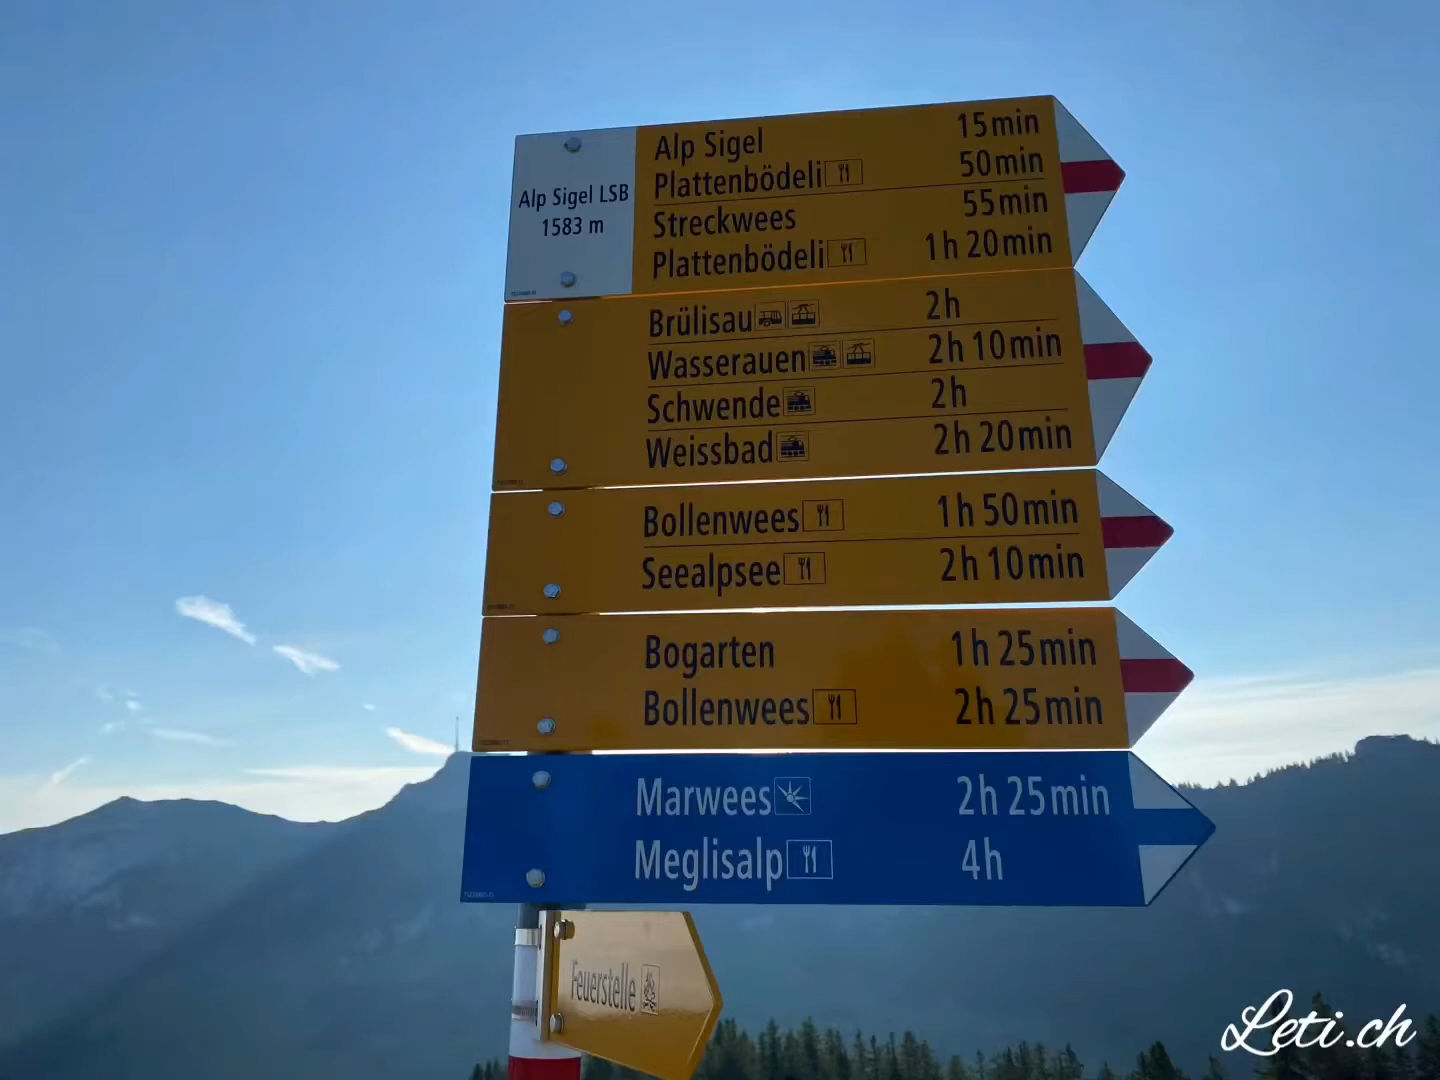 Alp Sigel LSB
1583 m
Alp Sigel 15min
Plattenbödeli 50min
Streckwees 55min
Plattenbödeli 1h 20min
Brülisau 2h
Wasserauen 2h 10min
Schwende 2h
Weissbad 2h 20min
Bollenwees 1h 50min
Seealpsee 2h 10min
Bogarten 1h 25min
Bollenwees 2h 25min
Marwees 2h 25min
Meglisalp 4h
Feuerstelle
Leti.ch